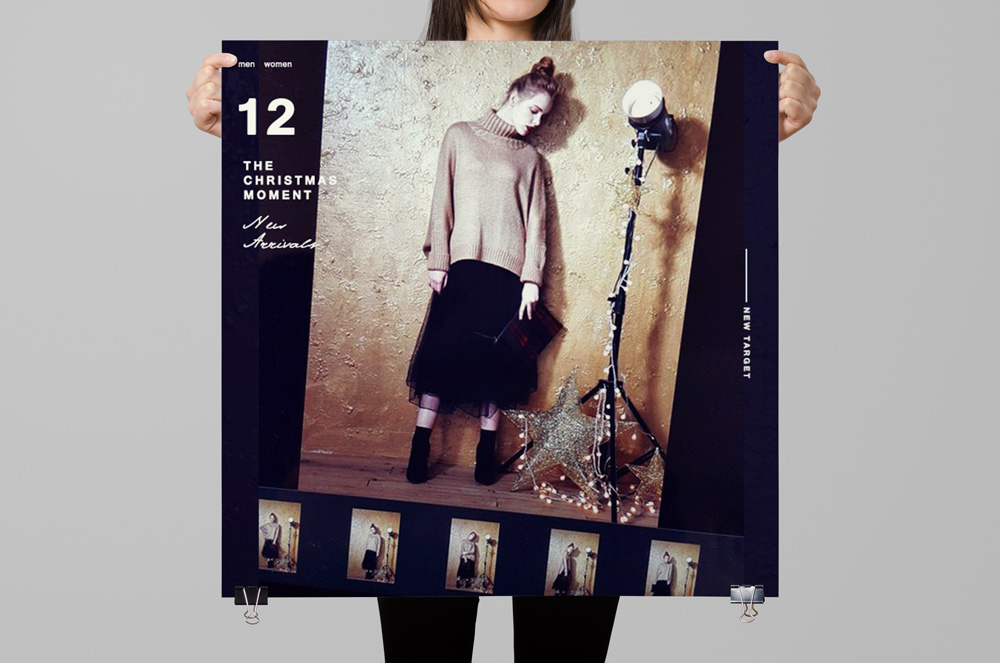 men women
12
THE
CHRISTMAS
MOMENT
New
Arrivals
NEW TARGET